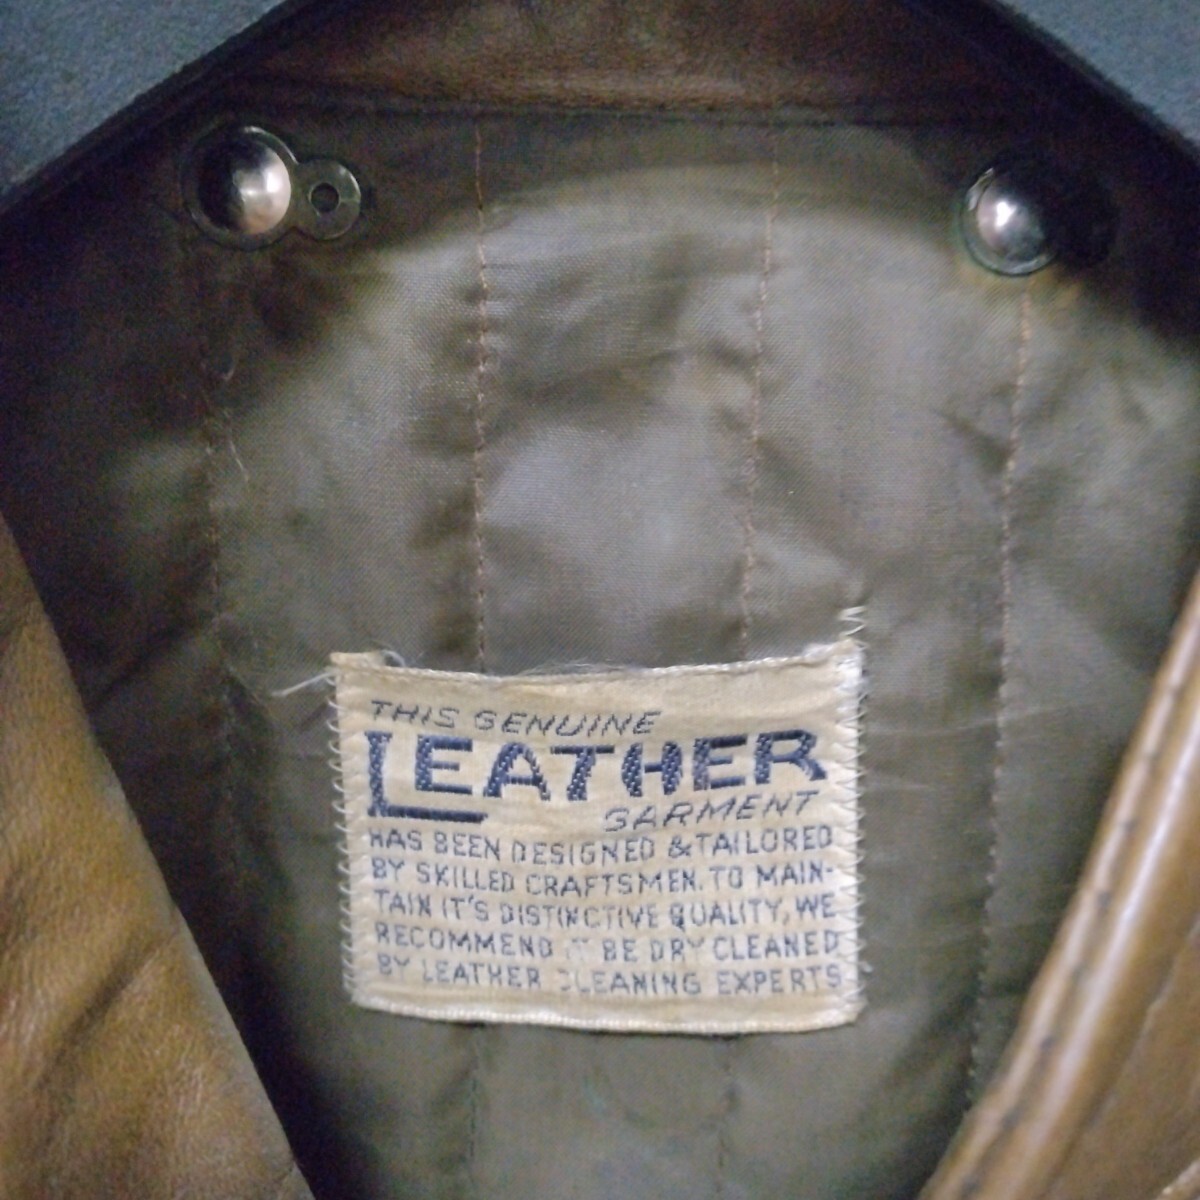 THIS GENUINE
LEATHER
GARMENT
HAS BEEN DESIGNED & TAILORED
BY SKILLED CRAFTSMEN. TO MAIN-
TAIN IT'S DISTINCTIVE QUALITY, WE
RECOMMEND IT BE DRY CLEANED
BY LEATHER CLEANING EXPERTS